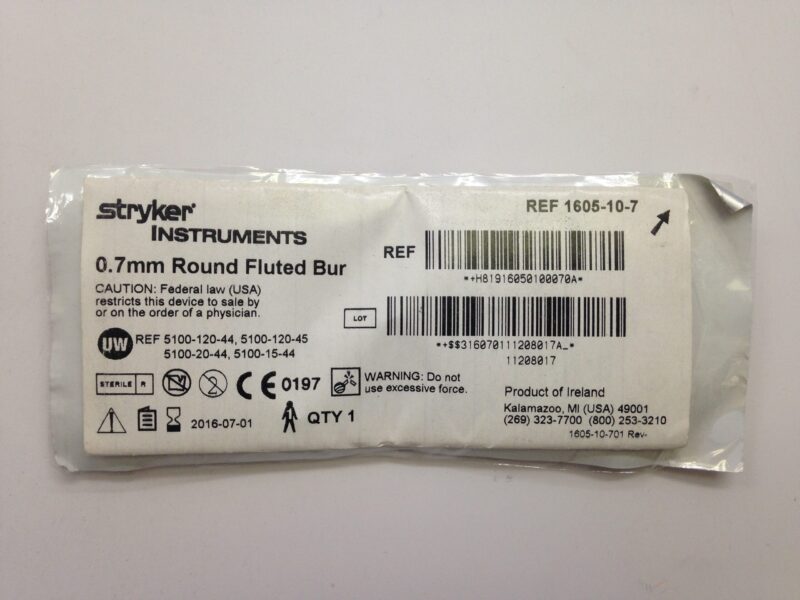 stryker®
INSTRUMENTS
REF 1605-10-7
0.7mm Round Fluted Bur
REF
*+H81916050100070A*
CAUTION: Federal law (USA)
restricts this device to sale by
or on the order of a physician.
LOT
*+$$316070111208017A_*
11208017
UW REF 5100-120-44, 5100-120-45
5100-20-44, 5100-15-44
STERILE R
2
CE 0197
WARNING: Do not
use excessive force.
2016-07-01
QTY 1
Product of Ireland
Kalamazoo, MI (USA) 49001
(269) 323-7700 (800) 253-3210
1605-10-701 Rev-